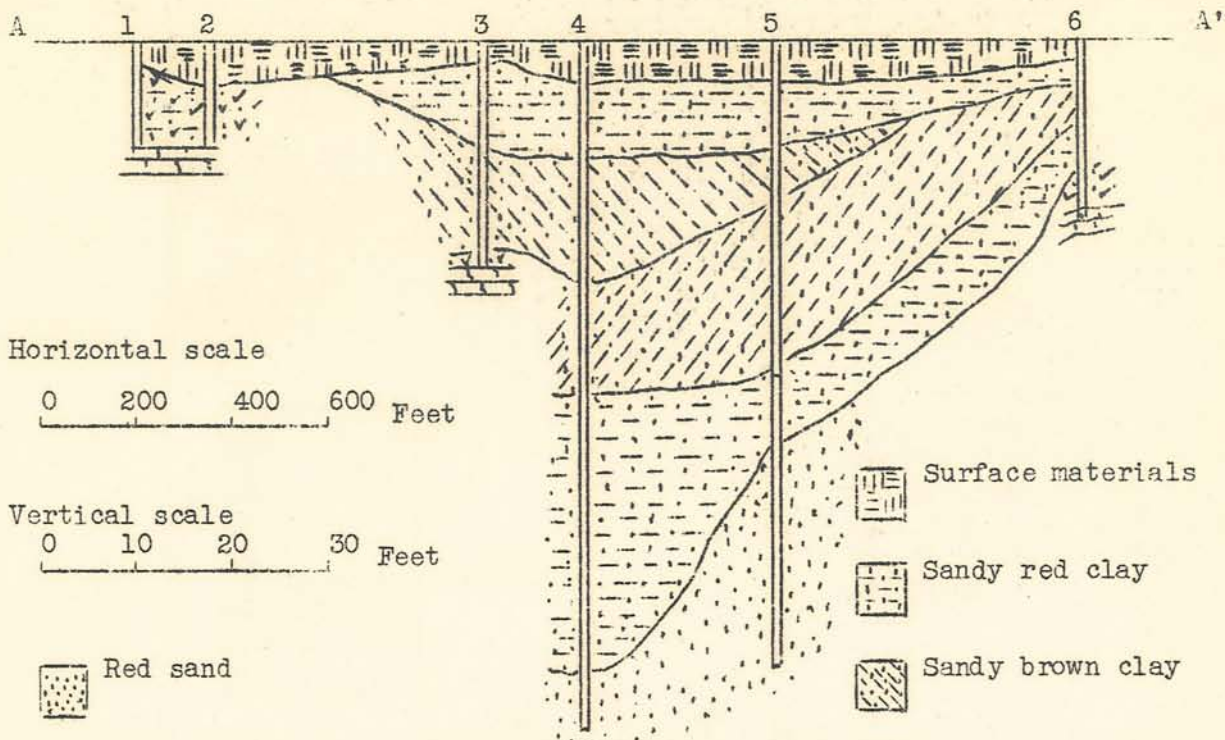 A 1 2 3 4 5 6 A'
Horizontal scale
0 200 400 600 Feet
Vertical scale
0 10 20 30 Feet
Red sand
Surface materials
Sandy red clay
Sandy brown clay